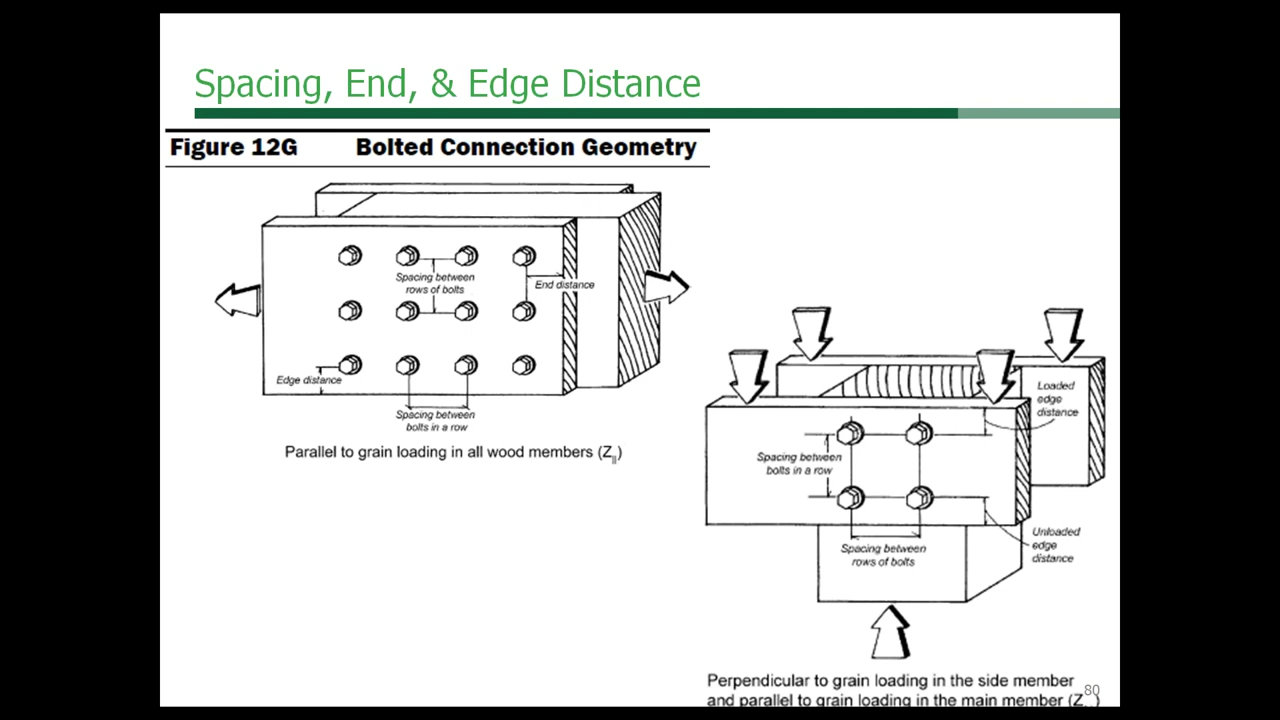 Spacing, End, & Edge Distance
Figure 12G Bolted Connection Geometry
Spacing between
rows of bolts
End distance
Edge distance
Spacing between
bolts in a row
Parallel to grain loading in all wood members (Z||)
Loaded
edge
distance
Spacing between
bolts in a row
Unloaded
edge
distance
Spacing between
rows of bolts
Perpendicular to grain loading in the side member
and parallel to grain loading in the main member (Z
80